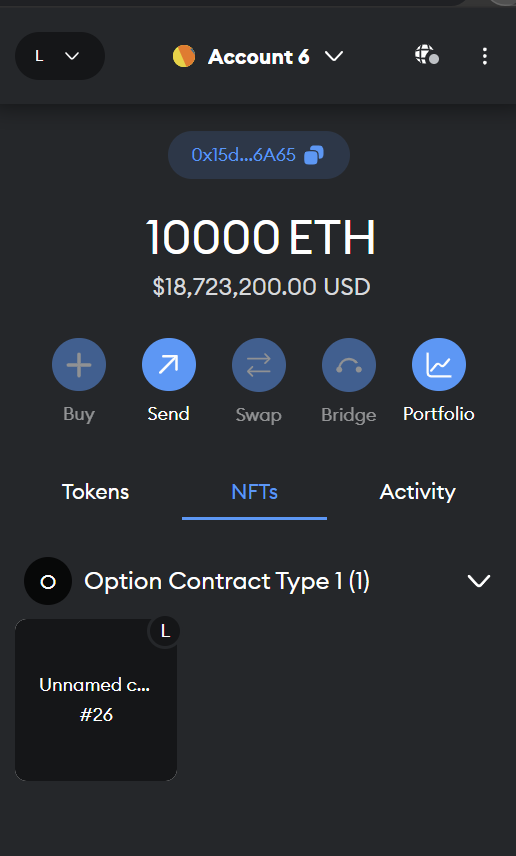 L
Account 6
0x15d...6A65
10000 ETH
$18,723,200.00 USD
Buy
Send
Swap
Bridge
Portfolio
Tokens
NFTs
Activity
O
Option Contract Type 1 (1)
L
Unnamed c...
#26